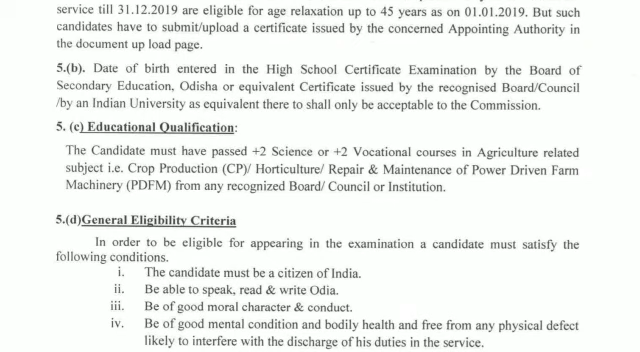 service till 31.12.2019 are eligible for age relaxation up to 45 years as on 01.01.2019. But such
candidates have to submit/upload a certificate issued by the concerned Appointing Authority in
the document up load page.
5.(b). Date of birth entered in the High School Certificate Examination by the Board of
Secondary Education, Odisha or equivalent Certificate issued by the recognised Board/Council
/by an Indian University as equivalent there to shall only be acceptable to the Commission.
5. (c) Educational Qualification:
The Candidate must have passed +2 Science or +2 Vocational courses in Agriculture related
subject i.e. Crop Production (CP)/ Horticulture/ Repair & Maintenance of Power Driven Farm
Machinery (PDFM) from any recognized Board/ Council or Institution.
5.(d)General Eligibility Criteria
In order to be eligible for appearing in the examination a candidate must satisfy the
following conditions.
i. The candidate must be a citizen of India.
ii. Be able to speak, read & write Odia.
iii. Be of good moral character & conduct.
iv. Be of good mental condition and bodily health and free from any physical defect
likely to interfere with the discharge of his duties in the service.